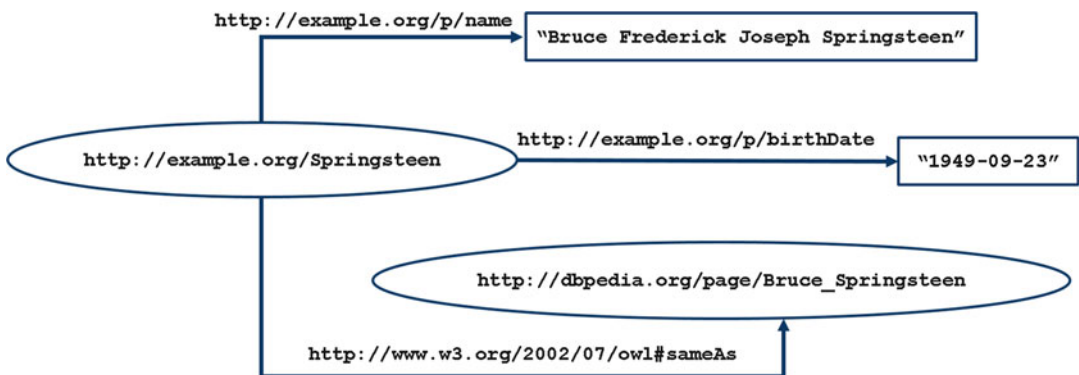 http://example.org/p/name
“Bruce Frederick Joseph Springsteen”
http://example.org/p/birthDate
http://example.org/Springsteen
“1949-09-23”
http://dbpedia.org/page/Bruce_Springsteen
http://www.w3.org/2002/07/owl#sameAs